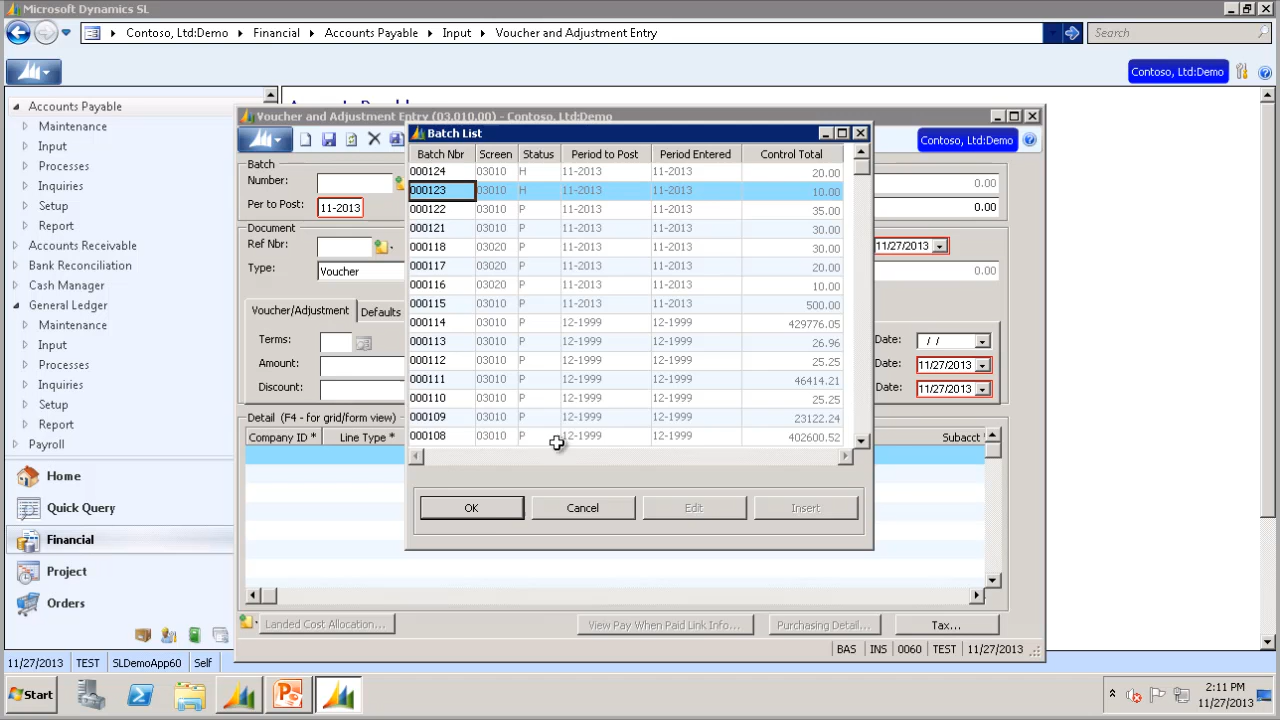 Microsoft Dynamics SL
Contoso, Ltd:Demo Financial Accounts Payable Input Voucher and Adjustment Entry
Search
Contoso, Ltd:Demo
Accounts Payable
Maintenance
Input
Processes
Inquiries
Setup
Report
Accounts Receivable
Bank Reconciliation
Cash Manager
General Ledger
Maintenance
Input
Processes
Inquiries
Setup
Report
Payroll
Home
Quick Query
Financial
Project
Orders
Voucher and Adjustment Entry (03.010.00) - Contoso, Ltd:Demo
Contoso, Ltd:Demo
Batch
Number:
0.00
Per to Post: 11-2013
0.00
Document
Ref Nbr:
11/27/2013
Type: Voucher
0.00
Voucher/Adjustment Defaults
Terms:
Date: / /
Amount:
Date: 11/27/2013
Discount:
Date: 11/27/2013
Detail (F4 - for grid/form view)
Company ID * Line Type * Subacct
Batch List
Batch Nbr Screen Status Period to Post Period Entered Control Total
000124 03010 H 11-2013 11-2013 20.00
000123 03010 H 11-2013 11-2013 10.00
000122 03010 P 11-2013 11-2013 35.00
000121 03010 P 11-2013 11-2013 30.00
000118 03020 P 11-2013 11-2013 30.00
000117 03020 P 11-2013 11-2013 20.00
000116 03020 P 11-2013 11-2013 10.00
000115 03010 P 11-2013 11-2013 500.00
000114 03010 P 12-1999 12-1999 429776.05
000113 03010 P 12-1999 12-1999 26.96
000112 03010 P 12-1999 12-1999 25.25
000111 03010 P 12-1999 12-1999 46414.21
000110 03010 P 12-1999 12-1999 25.25
000109 03010 P 12-1999 12-1999 23122.24
000108 03010 P 12-1999 12-1999 402600.52
OK Cancel Edit Insert
Landed Cost Allocation... View Pay When Paid Link Info... Purchasing Detail... Tax...
BAS INS 0060 TEST 11/27/2013
11/27/2013 TEST SLDemoApp60 Self
Start
2:11 PM
11/27/2013